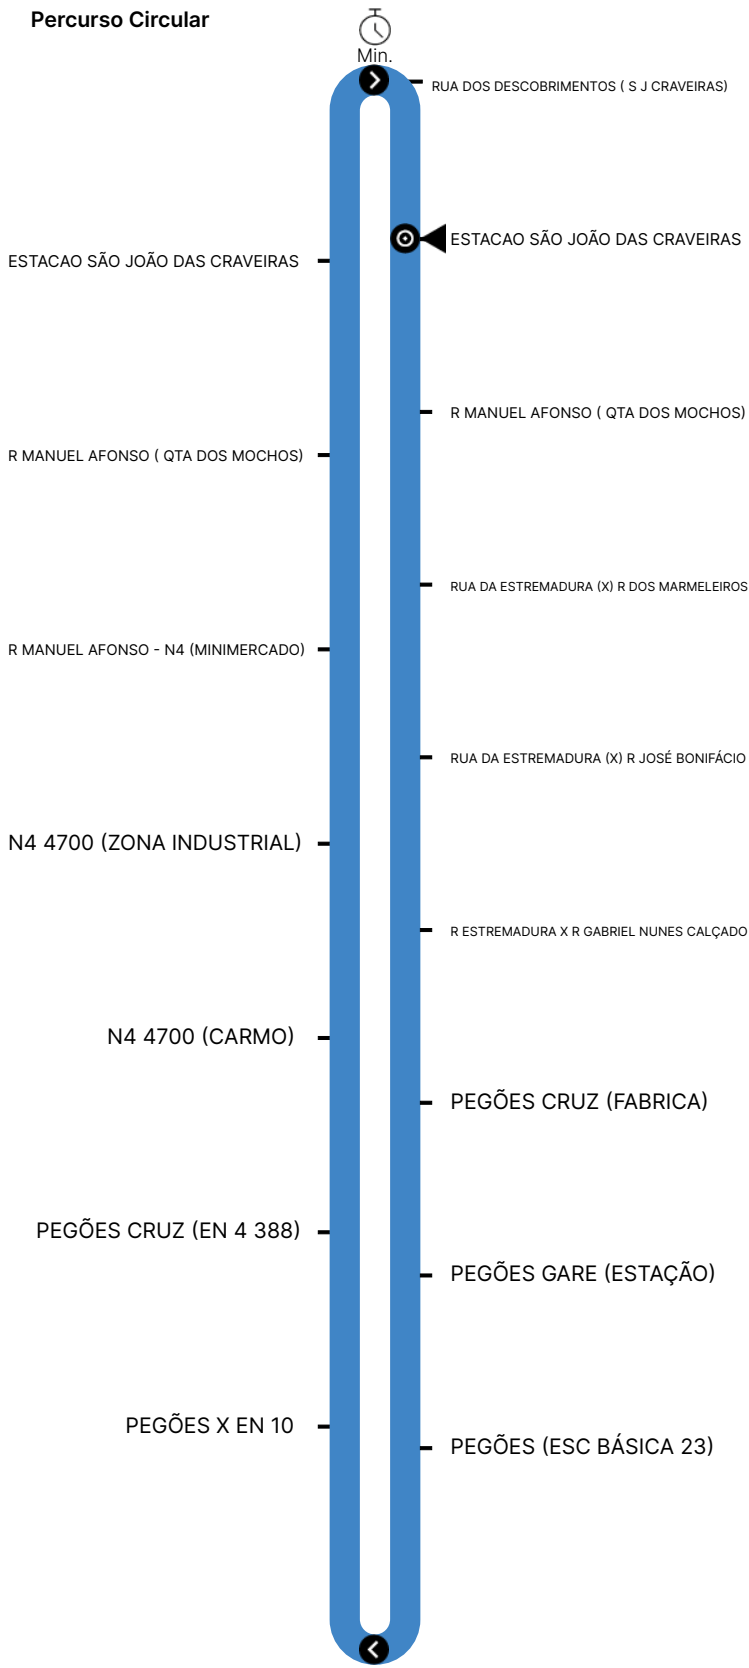 Percurso Circular
Min.
RUA DOS DESCOBRIMENTOS ( S J CRAVEIRAS)
ESTACAO SÃO JOÃO DAS CRAVEIRAS
ESTACAO SÃO JOÃO DAS CRAVEIRAS
R MANUEL AFONSO ( QTA DOS MOCHOS)
R MANUEL AFONSO ( QTA DOS MOCHOS)
RUA DA ESTREMADURA (X) R DOS MARMELEIROS
R MANUEL AFONSO - N4 (MINIMERCADO)
RUA DA ESTREMADURA (X) R JOSÉ BONIFÁCIO
N4 4700 (ZONA INDUSTRIAL)
R ESTREMADURA X R GABRIEL NUNES CALÇADO
N4 4700 (CARMO)
PEGÕES CRUZ (FABRICA)
PEGÕES CRUZ (EN 4 388)
PEGÕES GARE (ESTAÇÃO)
PEGÕES X EN 10
PEGÕES (ESC BÁSICA 23)